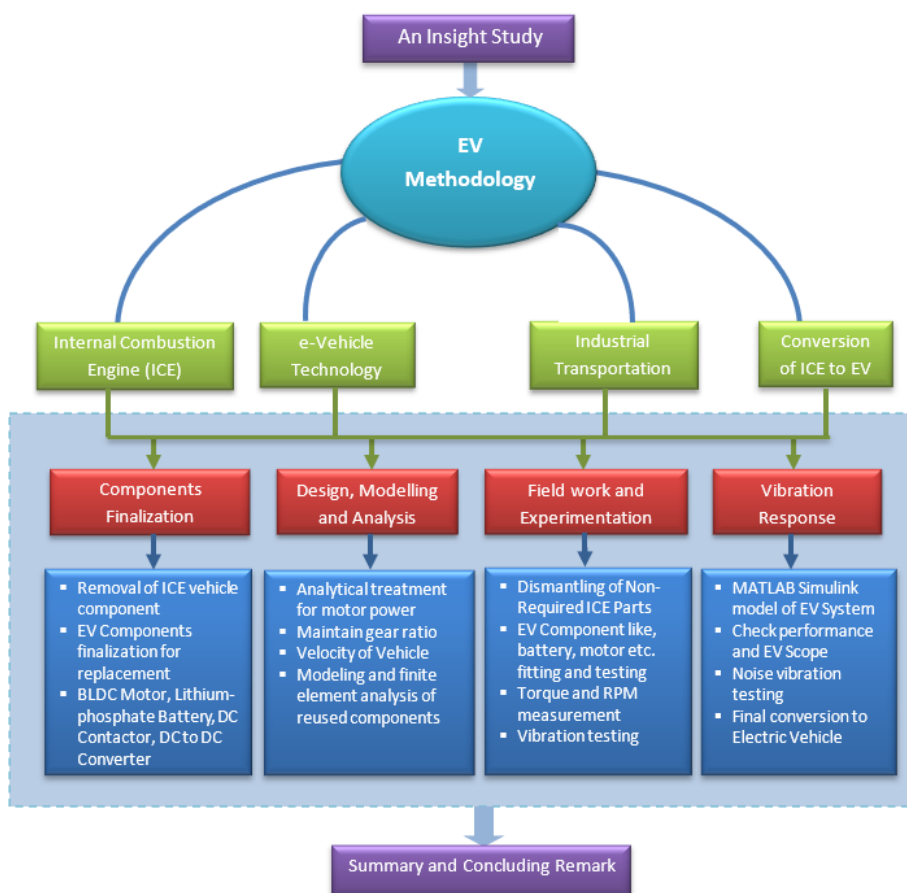 An Insight Study
EV
Methodology
Internal Combustion
Engine (ICE)
e-Vehicle
Technology
Industrial
Transportation
Conversion
of ICE to EV
Components
Finalization
Design, Modelling
and Analysis
Field work and
Experimentation
Vibration
Response
▪ Removal of ICE vehicle
component
▪ EV Components
finalization for
replacement
▪ BLDC Motor, Lithium-
phosphate Battery, DC
Contactor, DC to DC
Converter
▪ Analytical treatment
for motor power
▪ Maintain gear ratio
▪ Velocity of Vehicle
▪ Modeling and finite
element analysis of
reused components
▪ Dismantling of Non-
Required ICE Parts
▪ EV Component like,
battery, motor etc.
fitting and testing
▪ Torque and RPM
measurement
▪ Vibration testing
▪ MATLAB Simulink
model of EV System
▪ Check performance
and EV Scope
▪ Noise vibration
testing
▪ Final conversion to
Electric Vehicle
Summary and Concluding Remark